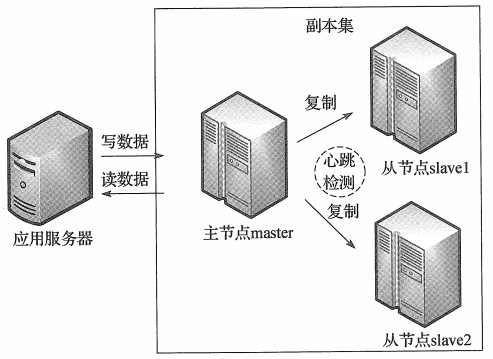 副本集
复制
写数据
心跳
检测
从节点slave1
读数据
复制
应用服务器
主节点master
从节点slave2